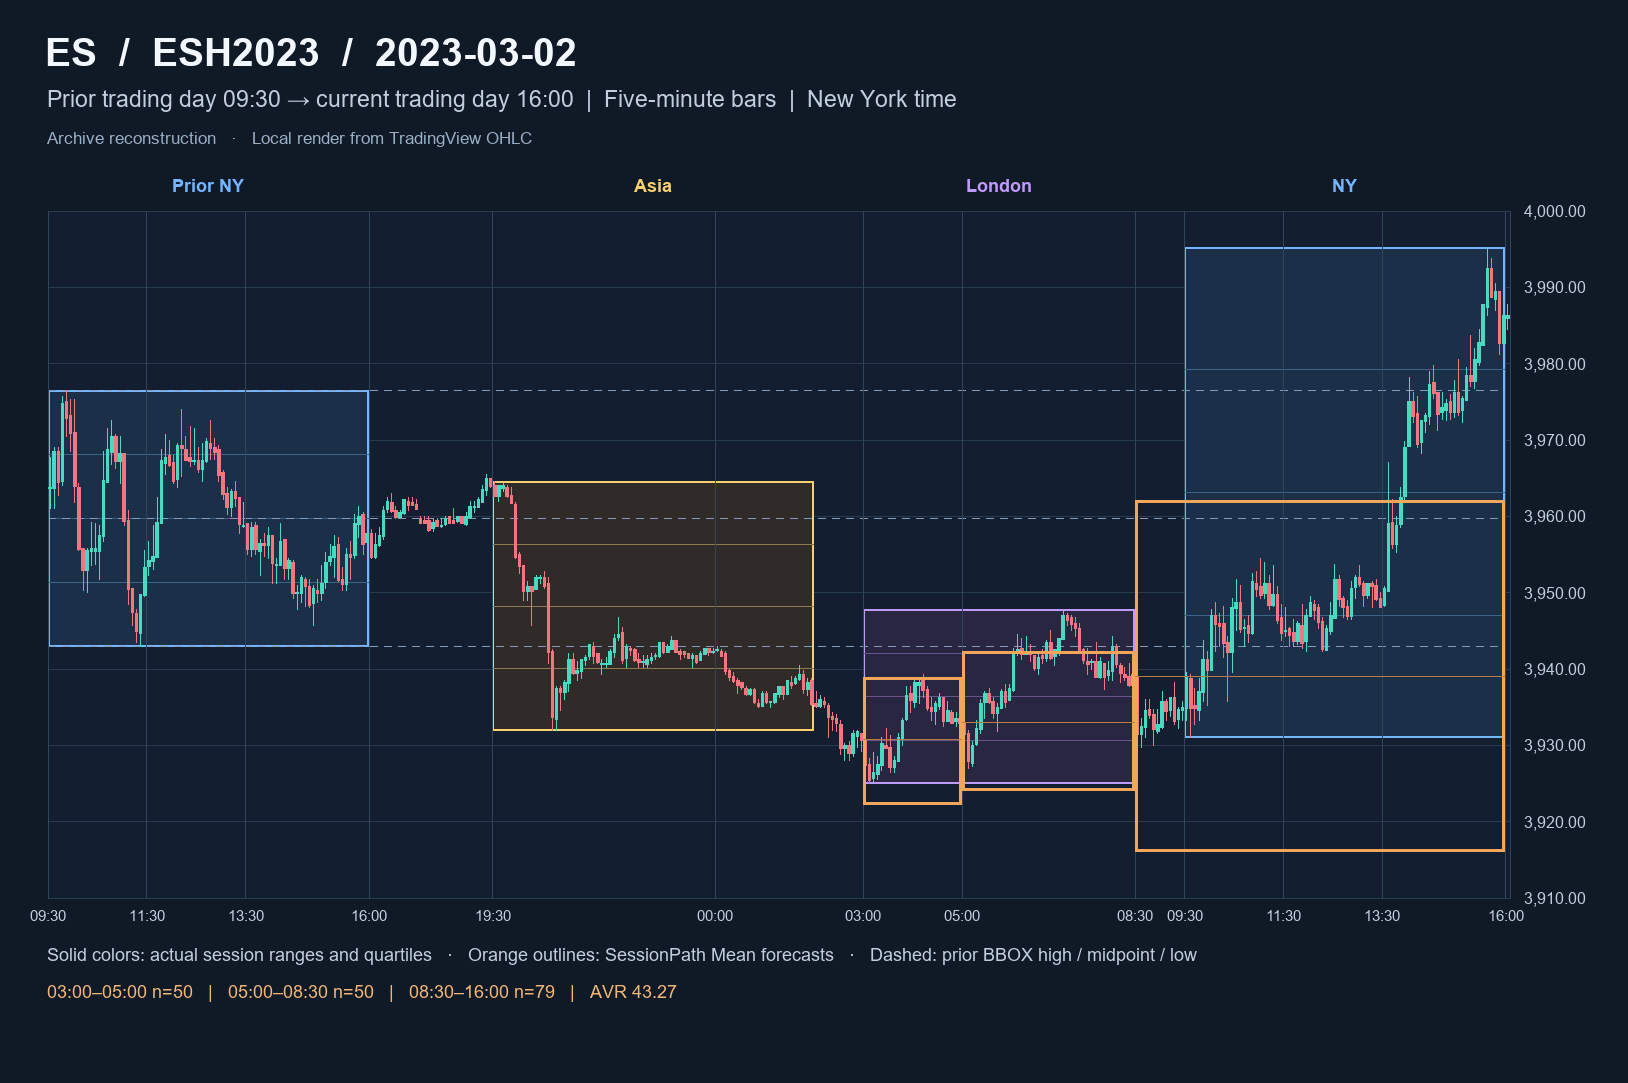 ES / ESH2023 / 2023-03-02
Prior trading day 09:30 → current trading day 16:00 | Five-minute bars | New York time
Archive reconstruction · Local render from TradingView OHLC
Prior NY Asia London NY
4,000.00
3,990.00
3,980.00
3,970.00
3,960.00
3,950.00
3,940.00
3,930.00
3,920.00
3,910.00
09:30 11:30 13:30 16:00 19:30 00:00 03:00 05:00 08:30 09:30 11:30 13:30 16:00
Solid colors: actual session ranges and quartiles · Orange outlines: SessionPath Mean forecasts · Dashed: prior BBOX high / midpoint / low
03:00–05:00 n=50 | 05:00–08:30 n=50 | 08:30–16:00 n=79 | AVR 43.27